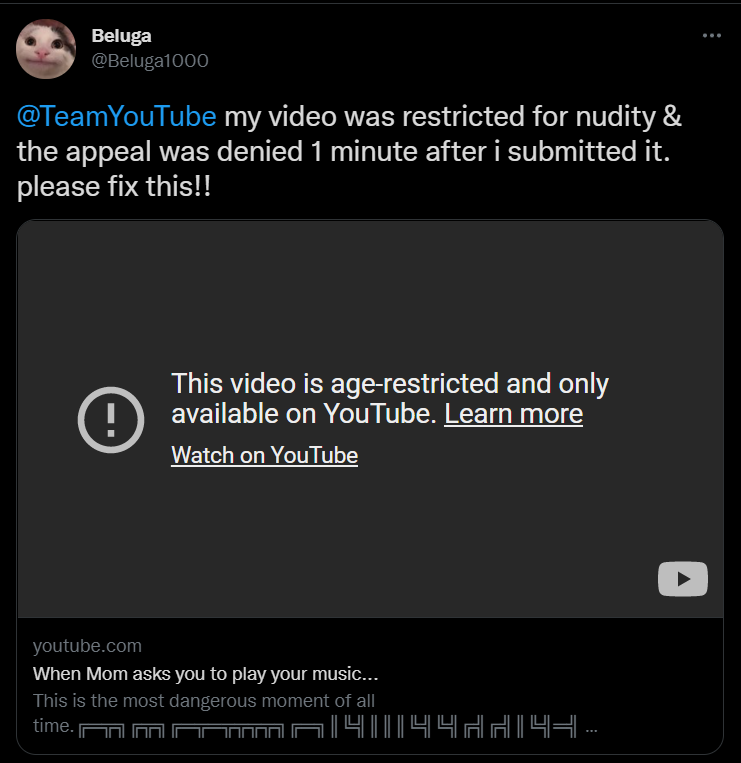 Beluga
@Beluga1000
@TeamYouTube my video was restricted for nudity &
the appeal was denied 1 minute after i submitted it.
please fix this!!
This video is age-restricted and only
available on YouTube. Learn more
Watch on YouTube
youtube.com
When Mom asks you to play your music...
This is the most dangerous moment of all
time.
...